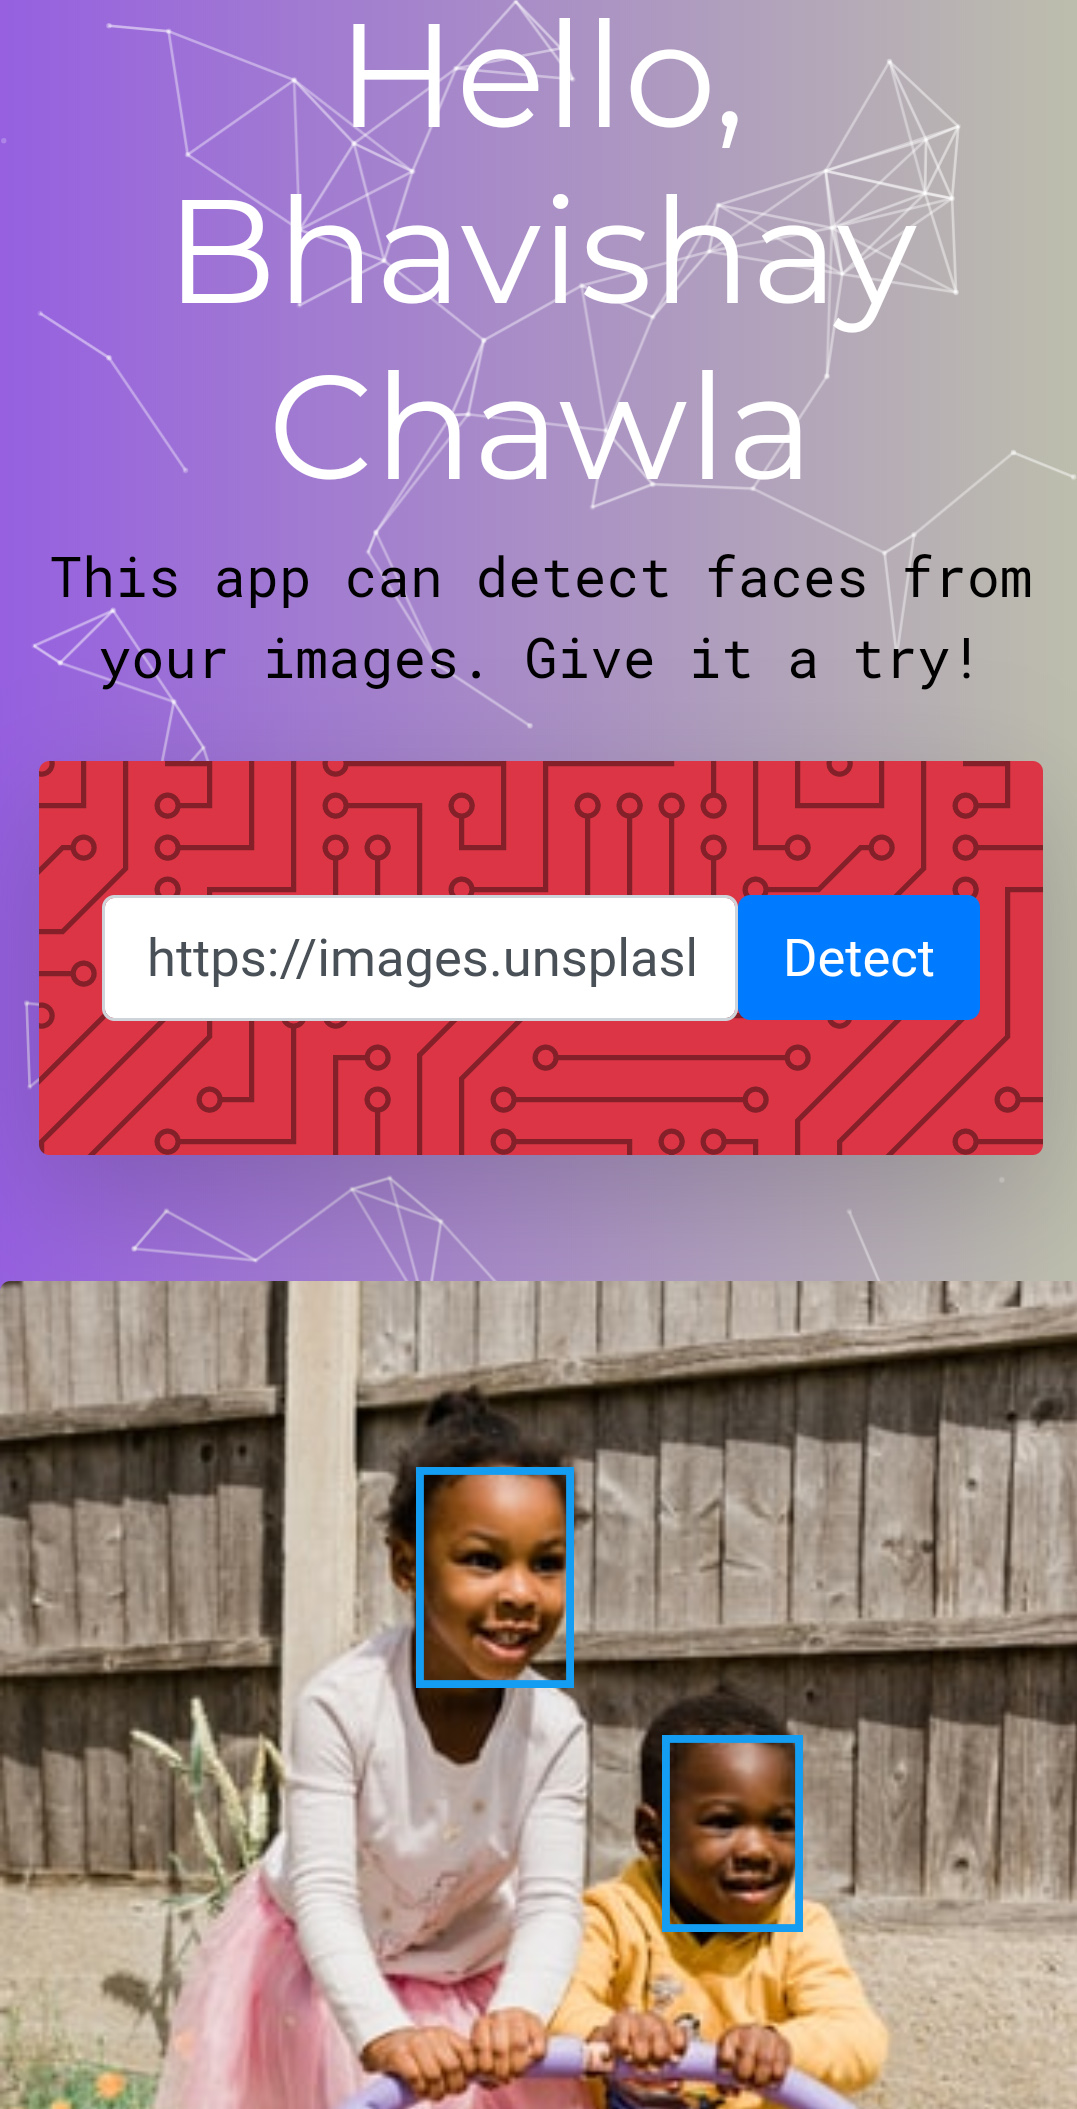 Hello,
Bhavishay
Chawla
This app can detect faces from
your images. Give it a try!
https://images.unsplasl
Detect